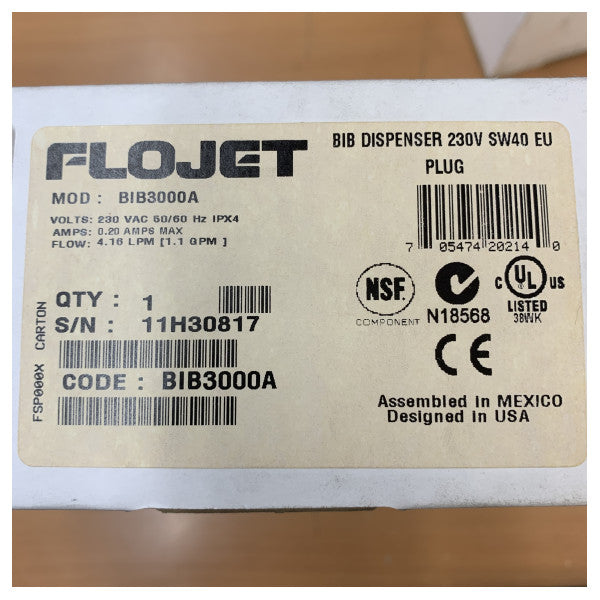 FLOJET
BIB DISPENSER 230V SW40 EU
PLUG
MOD : BIB3000A
VOLTS: 230 VAC 50/60 Hz IPX4
AMPS: 0.20 AMPS MAX
FLOW: 4.16 LPM [1.1 GPM ]
7 05474 20214 0
QTY : 1
S/N : 11H30817
NSF
COMPONENT
N18568
C UL US
LISTED
38WK
CE
CODE : BIB3000A
FSP000X CARTON
Assembled in MEXICO
Designed in USA